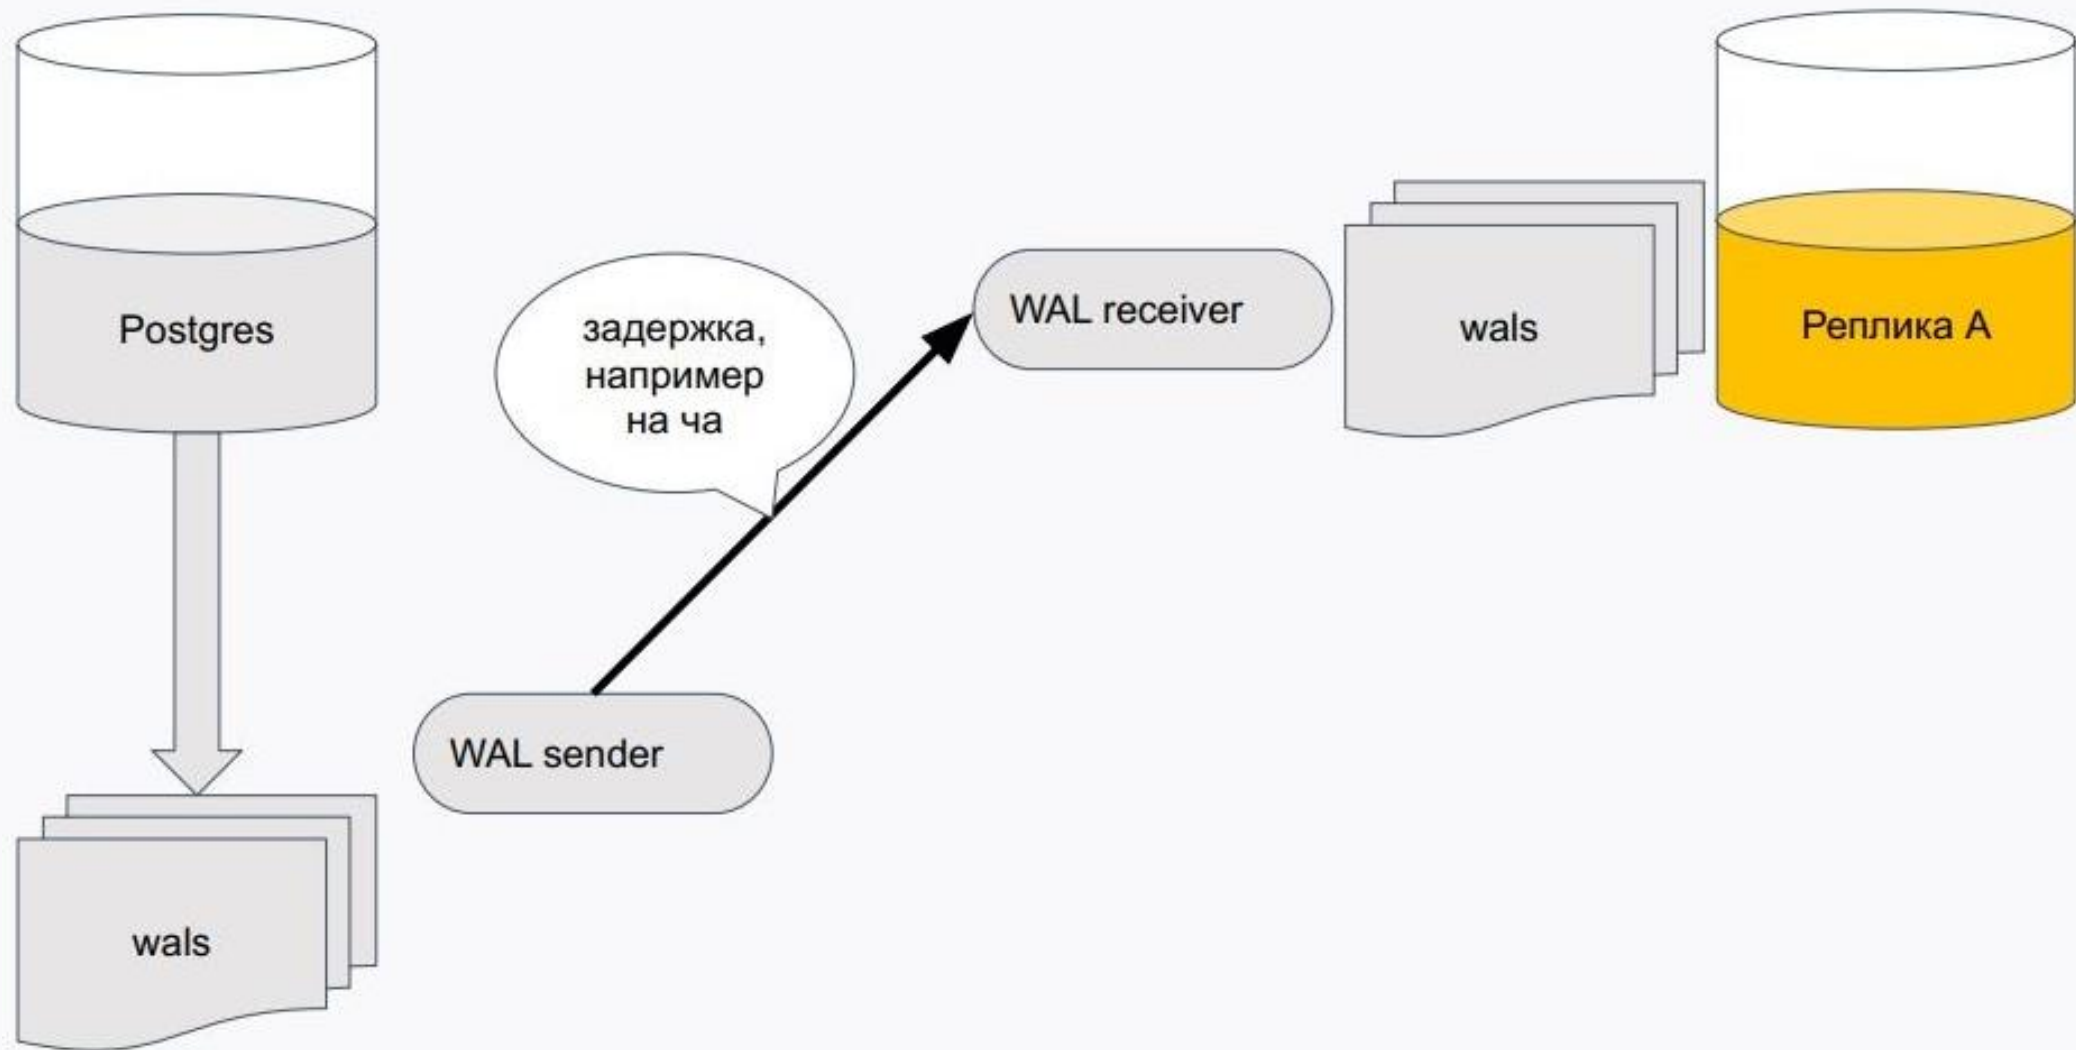 Postgres
задержка,
например
на ча
WAL receiver
wals
Реплика А
WAL sender
wals